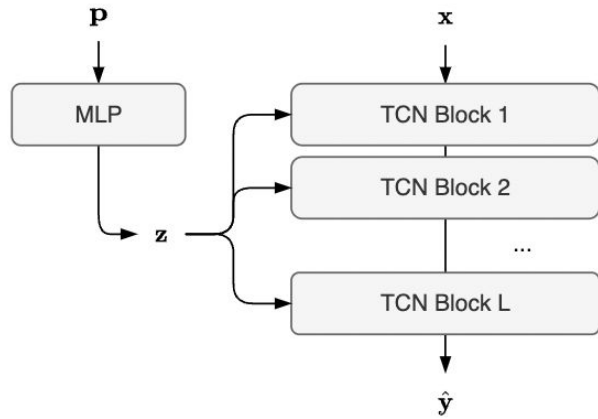 p
x
MLP
TCN Block 1
TCN Block 2
z
...
TCN Block L
ŷ